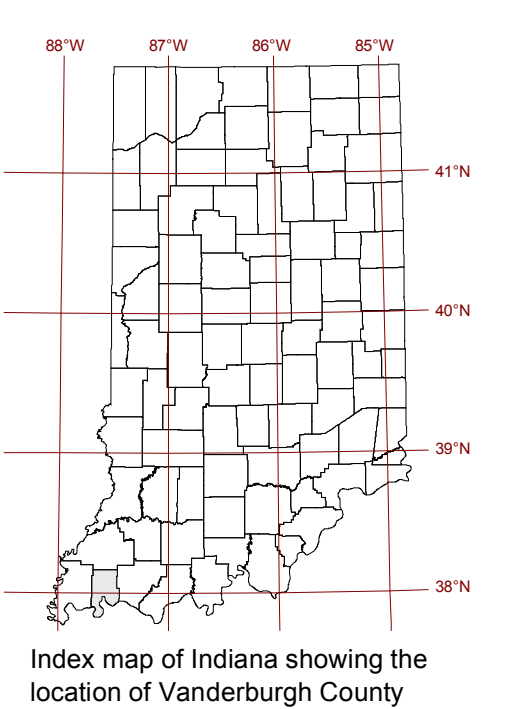 88°W 87°W 86°W 85°W
41°N
40°N
39°N
38°N
Index map of Indiana showing the
location of Vanderburgh County